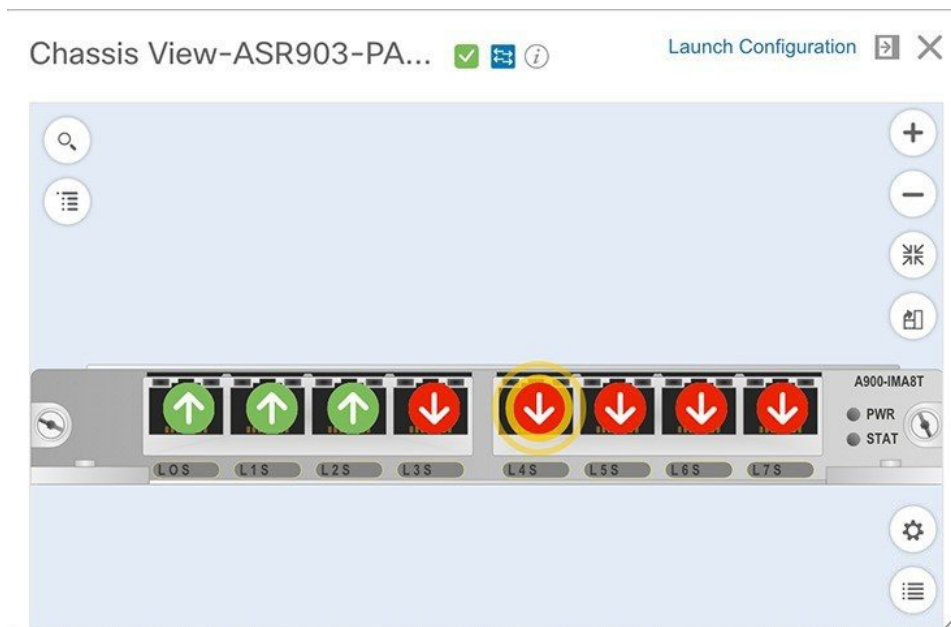 Chassis View-ASR903-PA... Launch Configuration
A900-IMA8T
PWR
STAT
L0S L1S L2S L3S L4S L5S L6S L7S